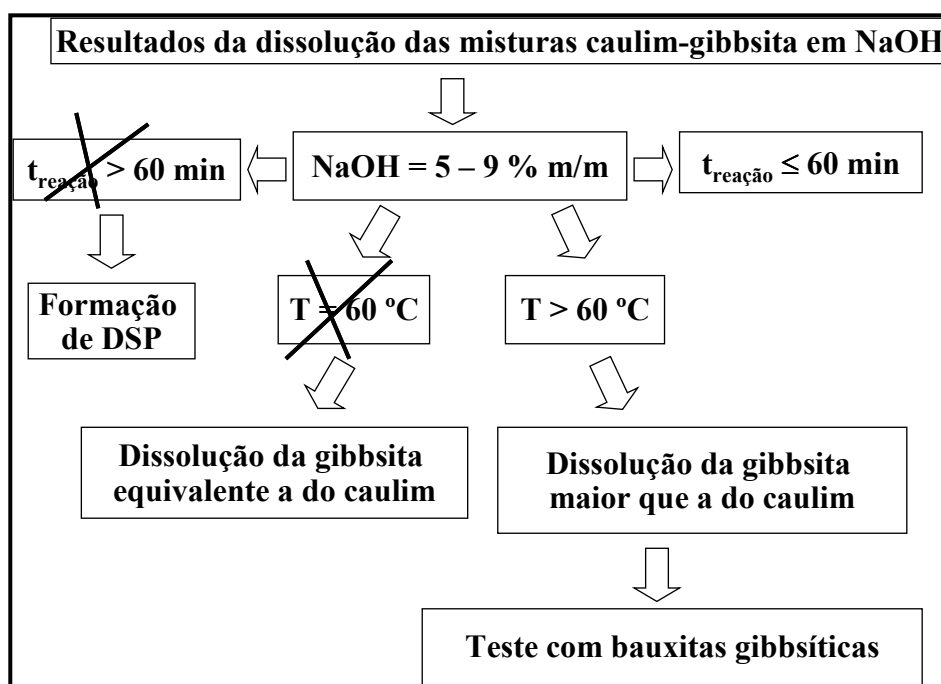 Resultados da dissolução das misturas caulim-gibbsita em NaOH
t reação > 60 min
NaOH = 5 – 9 % m/m
t reação ≤ 60 min
T = 60 ºC
T > 60 ºC
Formação
de DSP
Dissolução da gibbsita
equivalente a do caulim
Dissolução da gibbsita
maior que a do caulim
Teste com bauxitas gibbsíticas